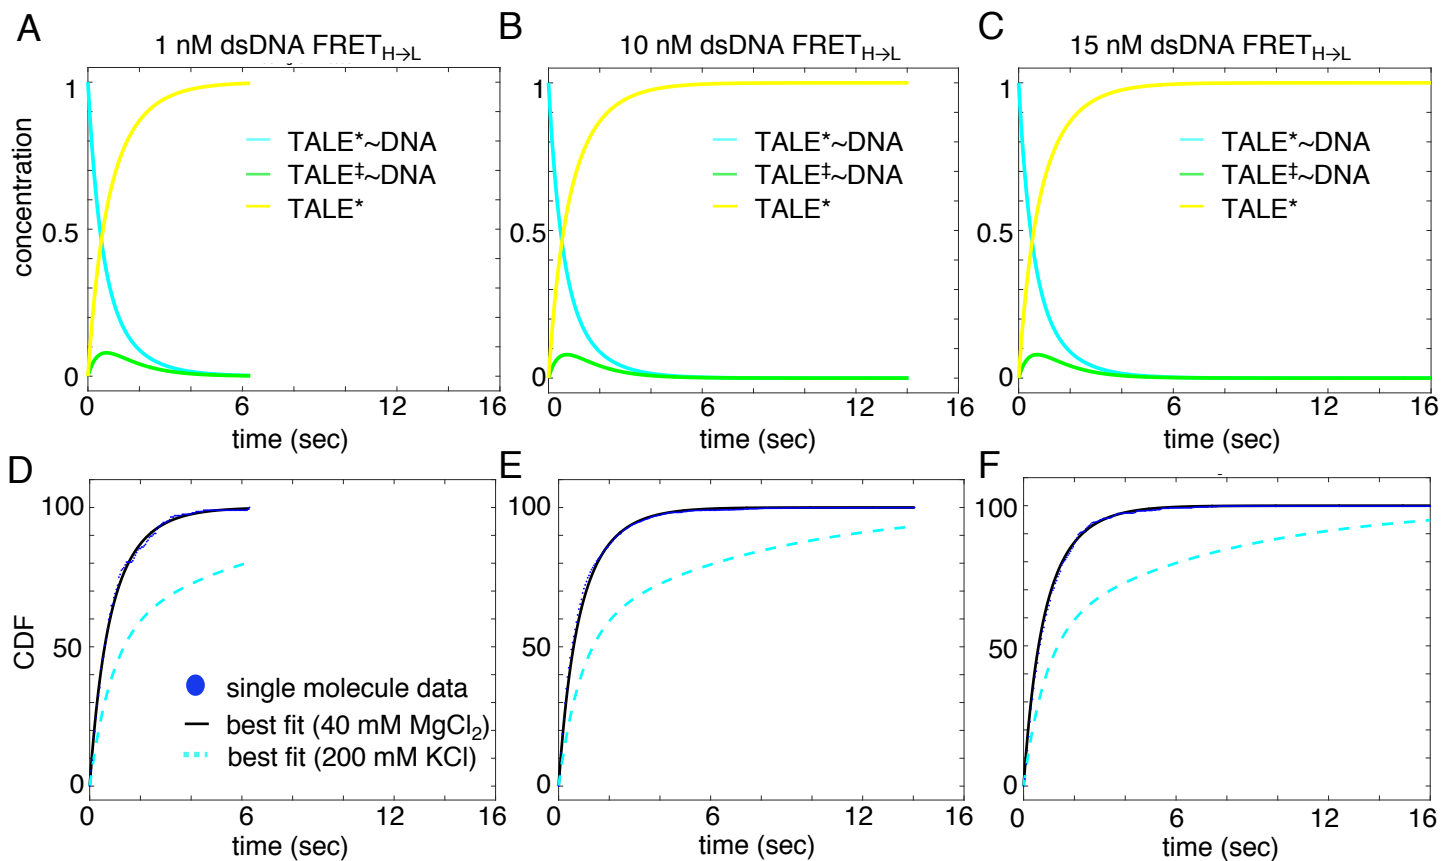 A
1 nM dsDNA FRET_{H→L}
concentration
1
0.5
0
TALE*~DNA
TALE‡~DNA
TALE*
0
6
12
16
time (sec)
B
10 nM dsDNA FRET_{H→L}
1
0.5
0
TALE*~DNA
TALE‡~DNA
TALE*
0
6
12
16
time (sec)
C
15 nM dsDNA FRET_{H→L}
1
0.5
0
TALE*~DNA
TALE‡~DNA
TALE*
0
6
12
16
time (sec)
D
CDF
100
50
0
single molecule data
best fit (40 mM MgCl₂)
best fit (200 mM KCl)
0
6
12
16
time (sec)
E
100
50
0
0
6
12
16
time (sec)
F
100
50
0
0
6
12
16
time (sec)